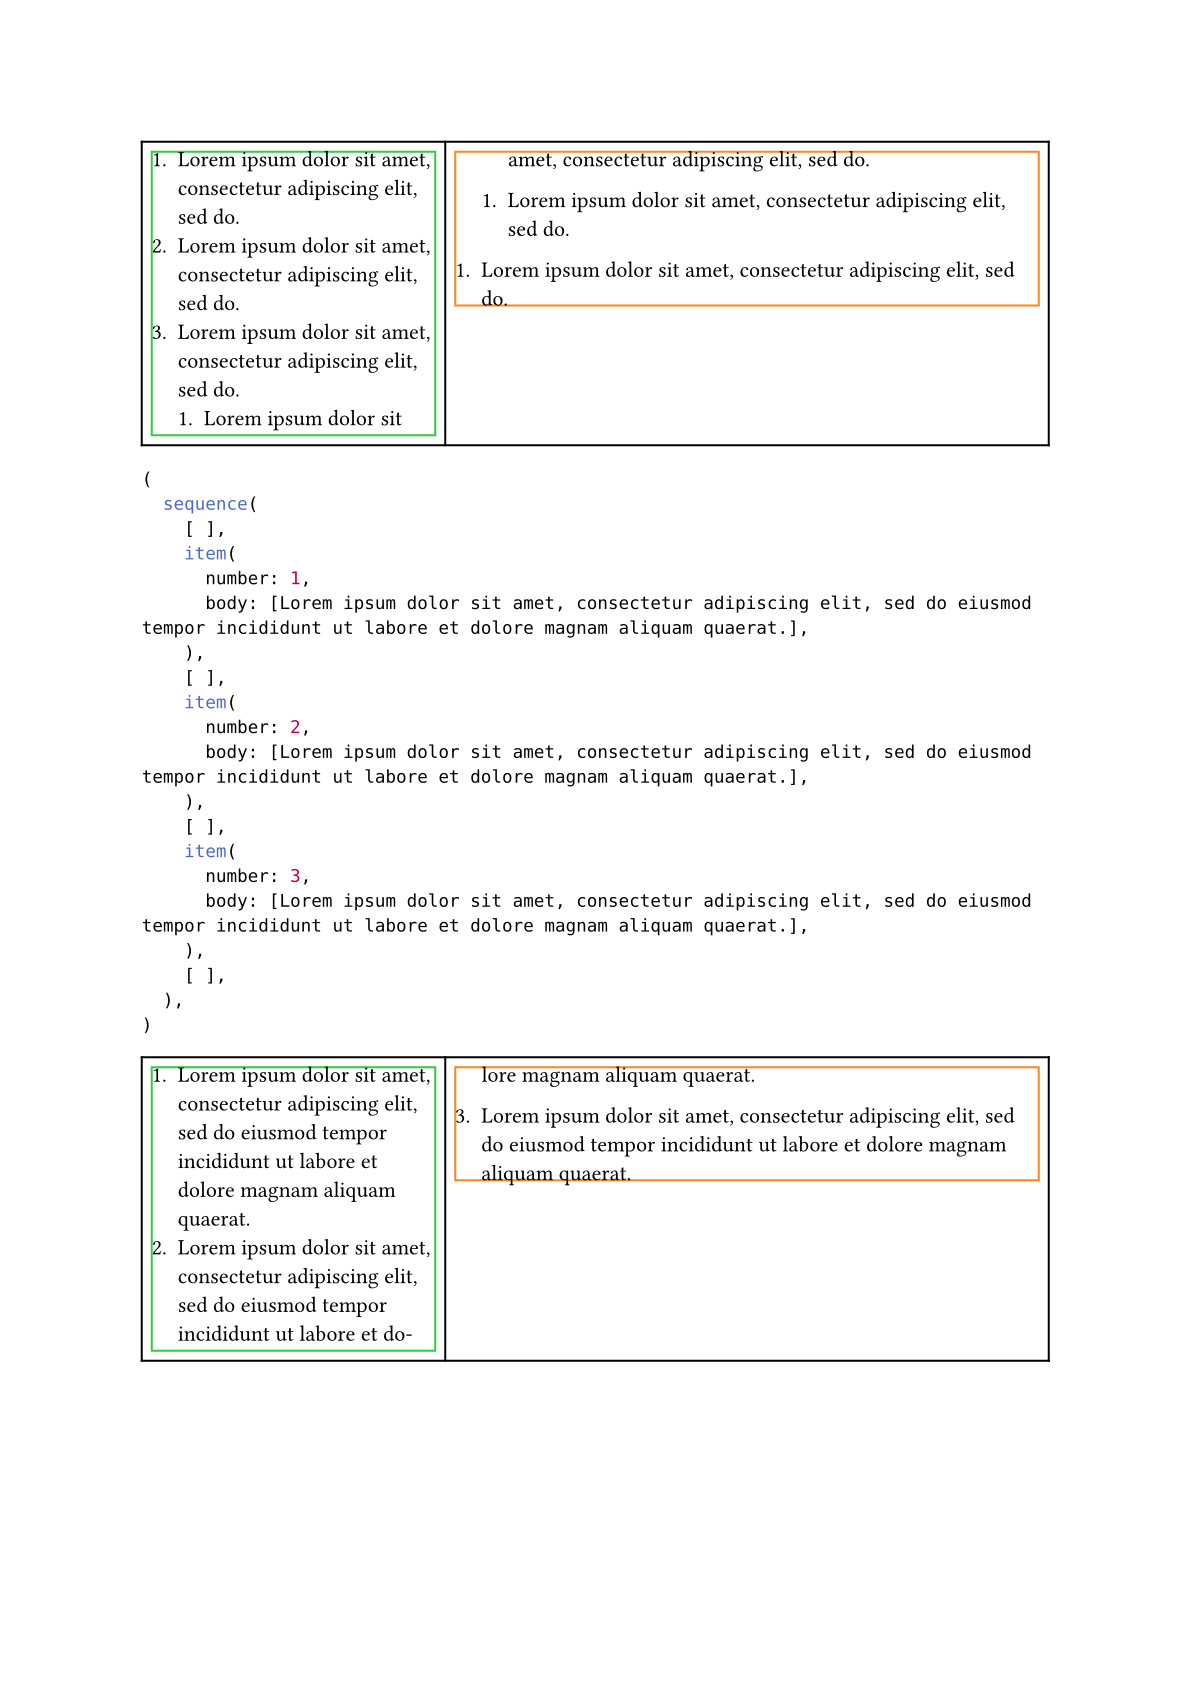 1. Lorem ipsum dolor sit amet,
consectetur adipiscing elit,
sed do.
2. Lorem ipsum dolor sit amet,
consectetur adipiscing elit,
sed do.
3. Lorem ipsum dolor sit amet,
consectetur adipiscing elit,
sed do.
1. Lorem ipsum dolor sit
amet, consectetur adipiscing elit, sed do.
1. Lorem ipsum dolor sit amet, consectetur adipiscing elit,
sed do.
1. Lorem ipsum dolor sit amet, consectetur adipiscing elit, sed
do.
(
  sequence(
    [ ],
    item(
      number: 1,
      body: [Lorem ipsum dolor sit amet, consectetur adipiscing elit, sed do eiusmod
tempor incididunt ut labore et dolore magnam aliquam quaerat.],
    ),
    [ ],
    item(
      number: 2,
      body: [Lorem ipsum dolor sit amet, consectetur adipiscing elit, sed do eiusmod
tempor incididunt ut labore et dolore magnam aliquam quaerat.],
    ),
    [ ],
    item(
      number: 3,
      body: [Lorem ipsum dolor sit amet, consectetur adipiscing elit, sed do eiusmod
tempor incididunt ut labore et dolore magnam aliquam quaerat.],
    ),
    [ ],
  ),
)
1. Lorem ipsum dolor sit amet,
consectetur adipiscing elit,
sed do eiusmod tempor
incididunt ut labore et
dolore magnam aliquam
quaerat.
2. Lorem ipsum dolor sit amet,
consectetur adipiscing elit,
sed do eiusmod tempor
incididunt ut labore et do-
lore magnam aliquam quaerat.
3. Lorem ipsum dolor sit amet, consectetur adipiscing elit, sed
do eiusmod tempor incididunt ut labore et dolore magnam
aliquam quaerat.